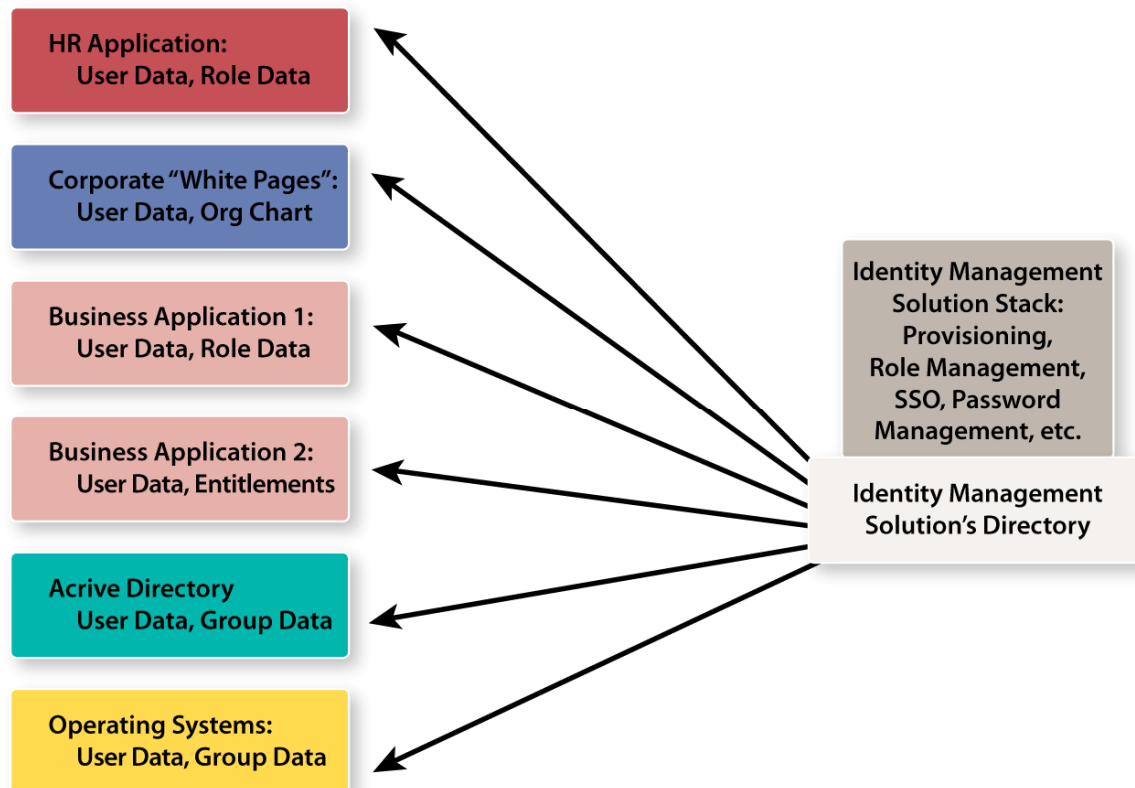 HR Application:
User Data, Role Data
Corporate “White Pages”:
User Data, Org Chart
Business Application 1:
User Data, Role Data
Business Application 2:
User Data, Entitlements
Acrive Directory
User Data, Group Data
Operating Systems:
User Data, Group Data
Identity Management
Solution Stack:
Provisioning,
Role Management,
SSO, Password
Management, etc.
Identity Management
Solution’s Directory